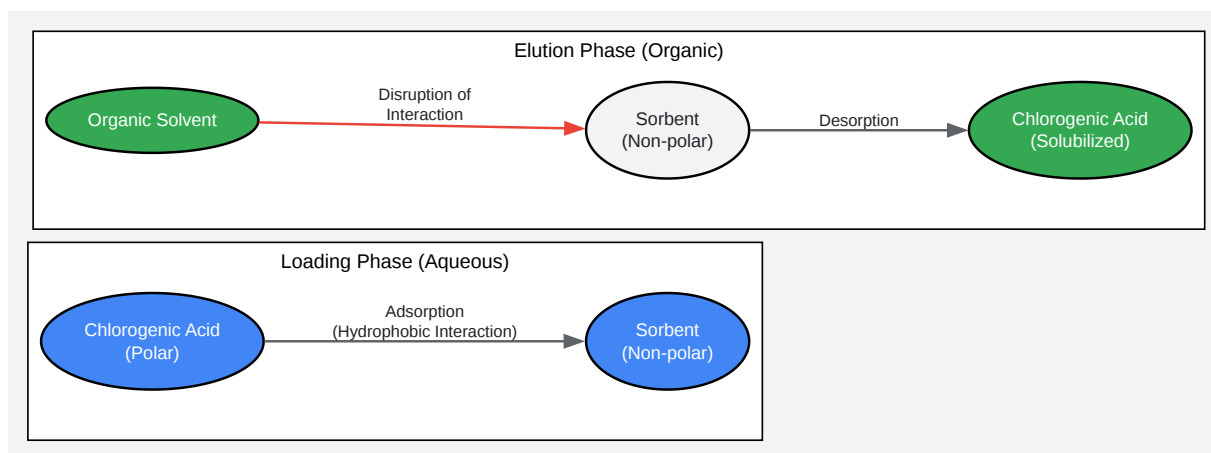 Elution Phase (Organic)
Organic Solvent
Disruption of
Interaction
Sorbent
(Non-polar)
Desorption
Chlorogenic Acid
(Solubilized)
Loading Phase (Aqueous)
Chlorogenic Acid
(Polar)
Adsorption
(Hydrophobic Interaction)
Sorbent
(Non-polar)